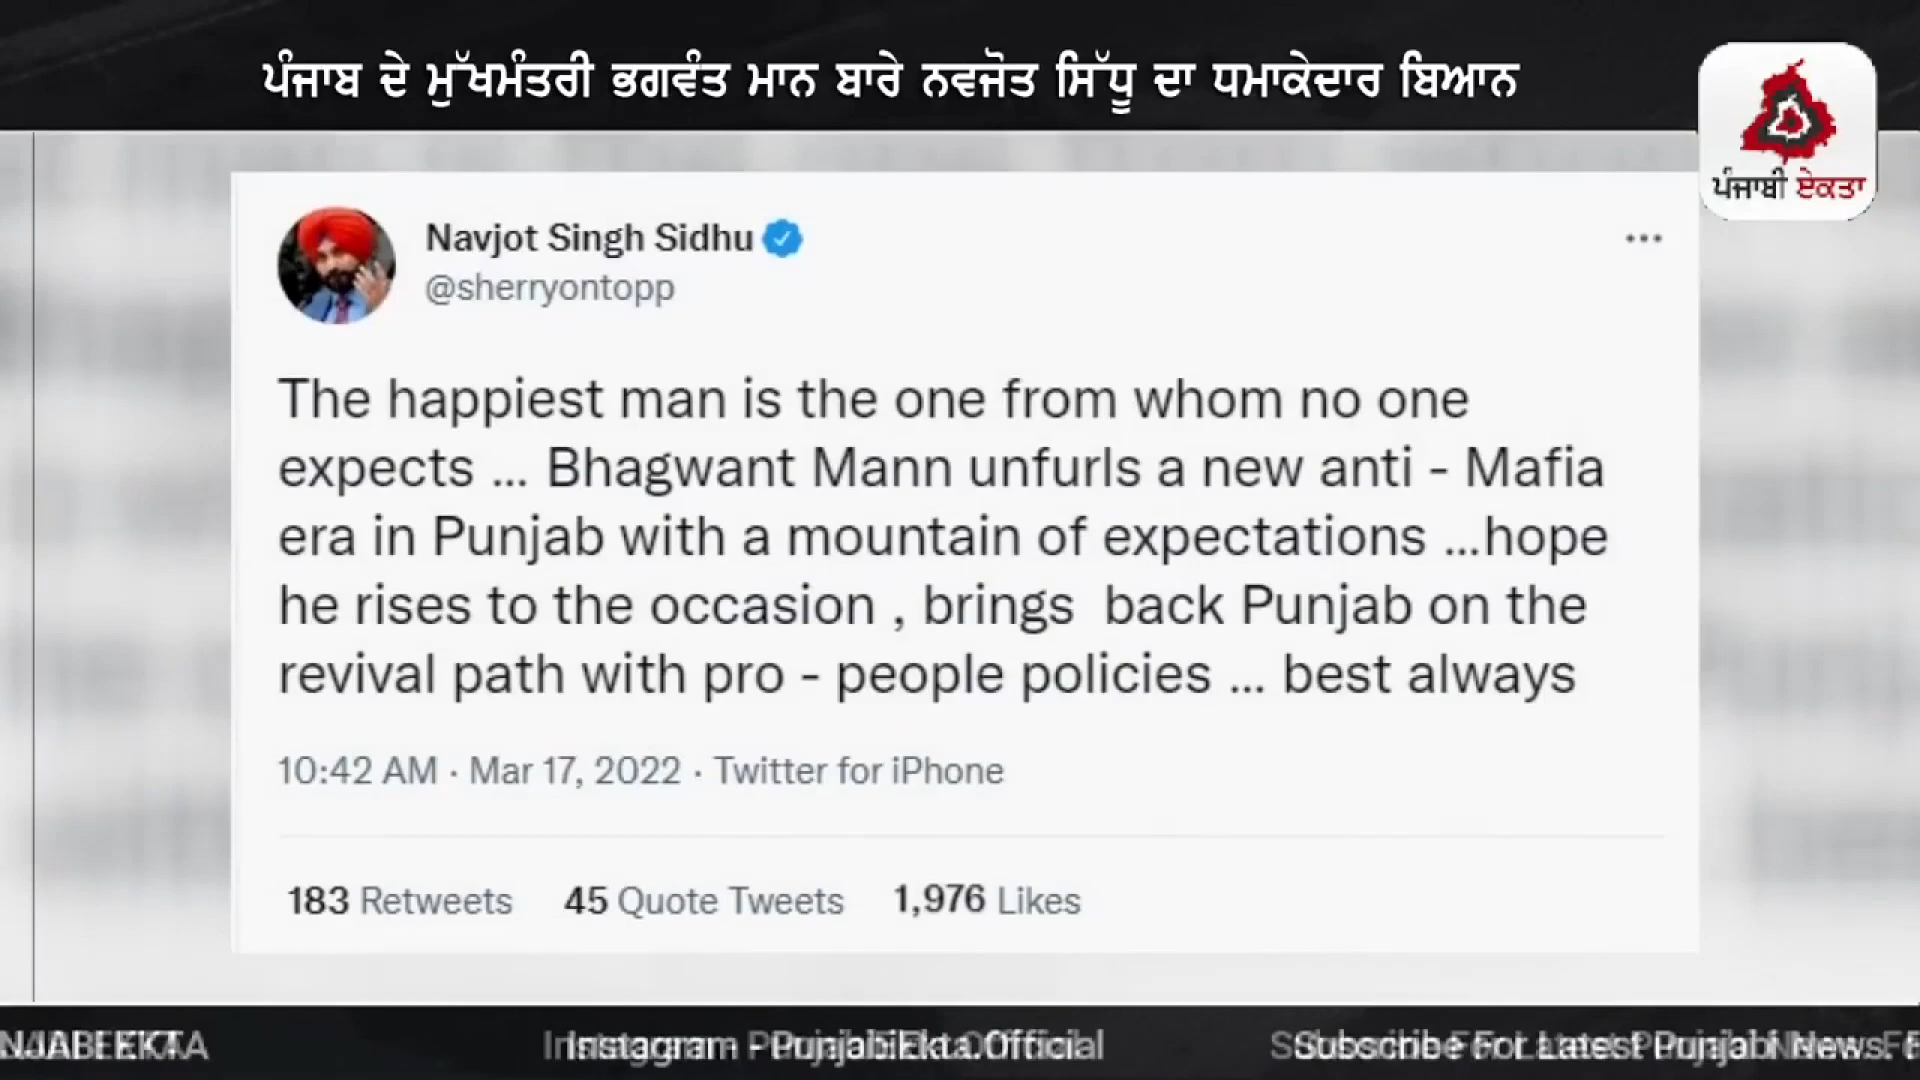 ਪੰਜਾਬ ਦੇ ਮੁੱਖਮੰਤਰੀ ਭਗਵੰਤ ਮਾਨ ਬਾਰੇ ਨਵਜੋਤ ਸਿੱਧੂ ਦਾ ਧਮਾਕੇਦਾਰ ਬਿਆਨ
ਪੰਜਾਬੀ ਏਕਤਾ
Navjot Singh Sidhu
@sherryontopp
The happiest man is the one from whom no one
expects ... Bhagwant Mann unfurls a new anti - Mafia
era in Punjab with a mountain of expectations ...hope
he rises to the occasion , brings  back Punjab on the
revival path with pro - people policies ... best always
10:42 AM · Mar 17, 2022 · Twitter for iPhone
183 Retweets 45 Quote Tweets 1,976 Likes
Instagram - PunjabiEkta.Official Subscribe For Latest Punjabi News.